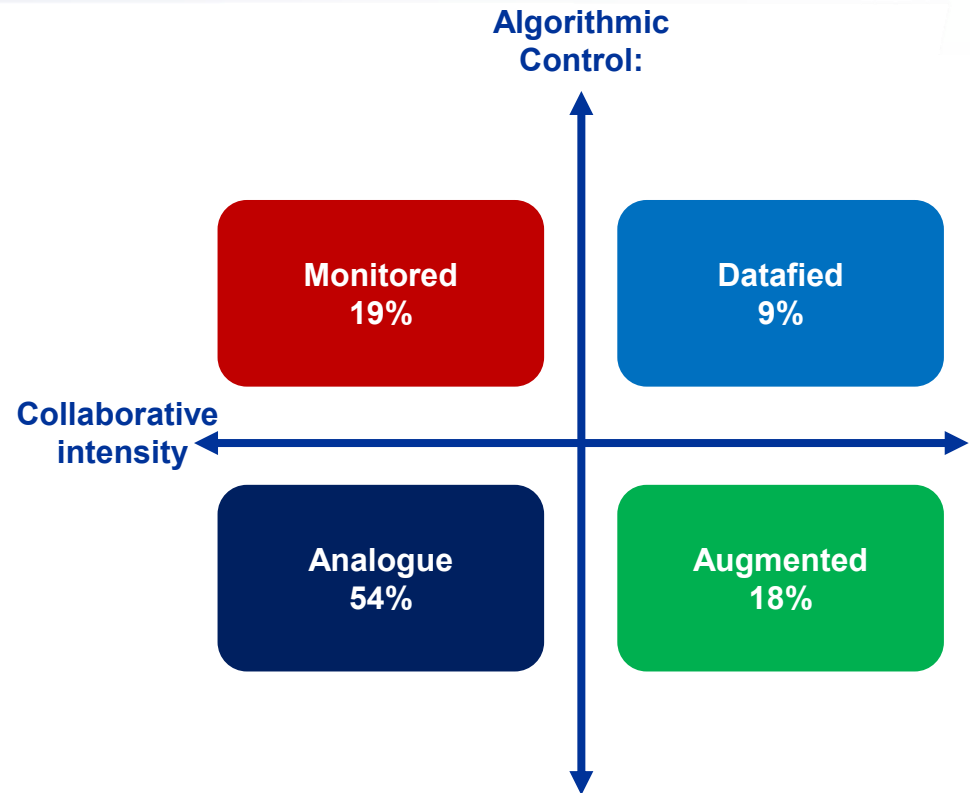 Algorithmic
Control:
Monitored
19%
Datafied
9%
Collaborative
intensity
Analogue
54%
Augmented
18%